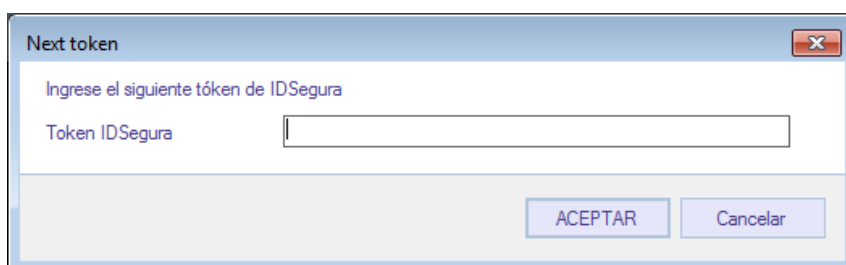 Next token
Ingrese el siguiente tóken de IDSegura
Token IDSegura
ACEPTAR Cancelar